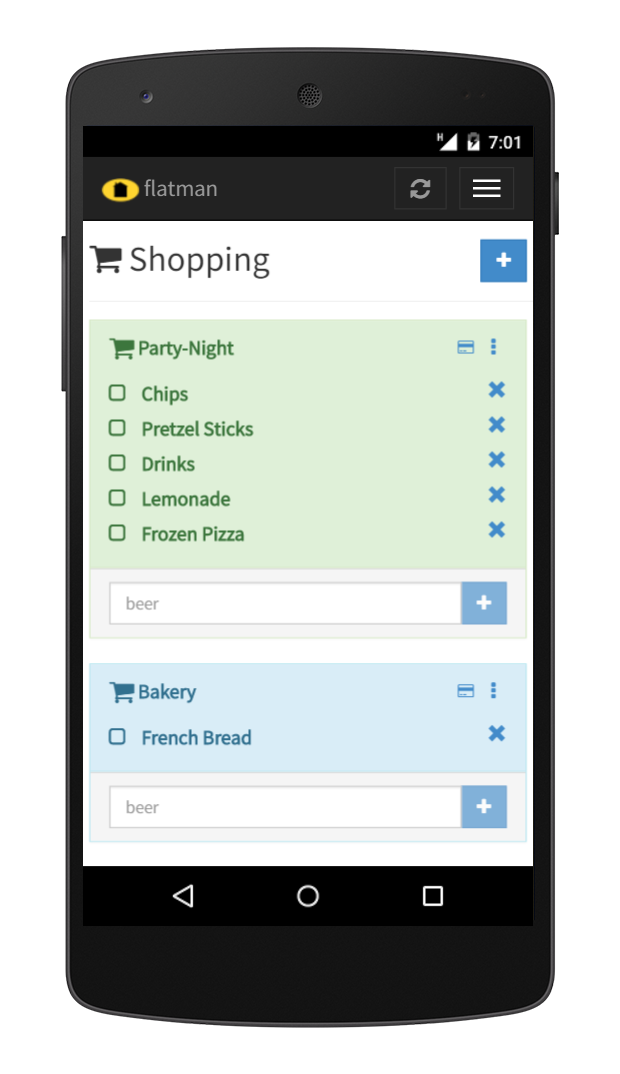 H
7:01
flatman
Shopping
Party-Night
Chips
Pretzel Sticks
Drinks
Lemonade
Frozen Pizza
beer
Bakery
French Bread
beer